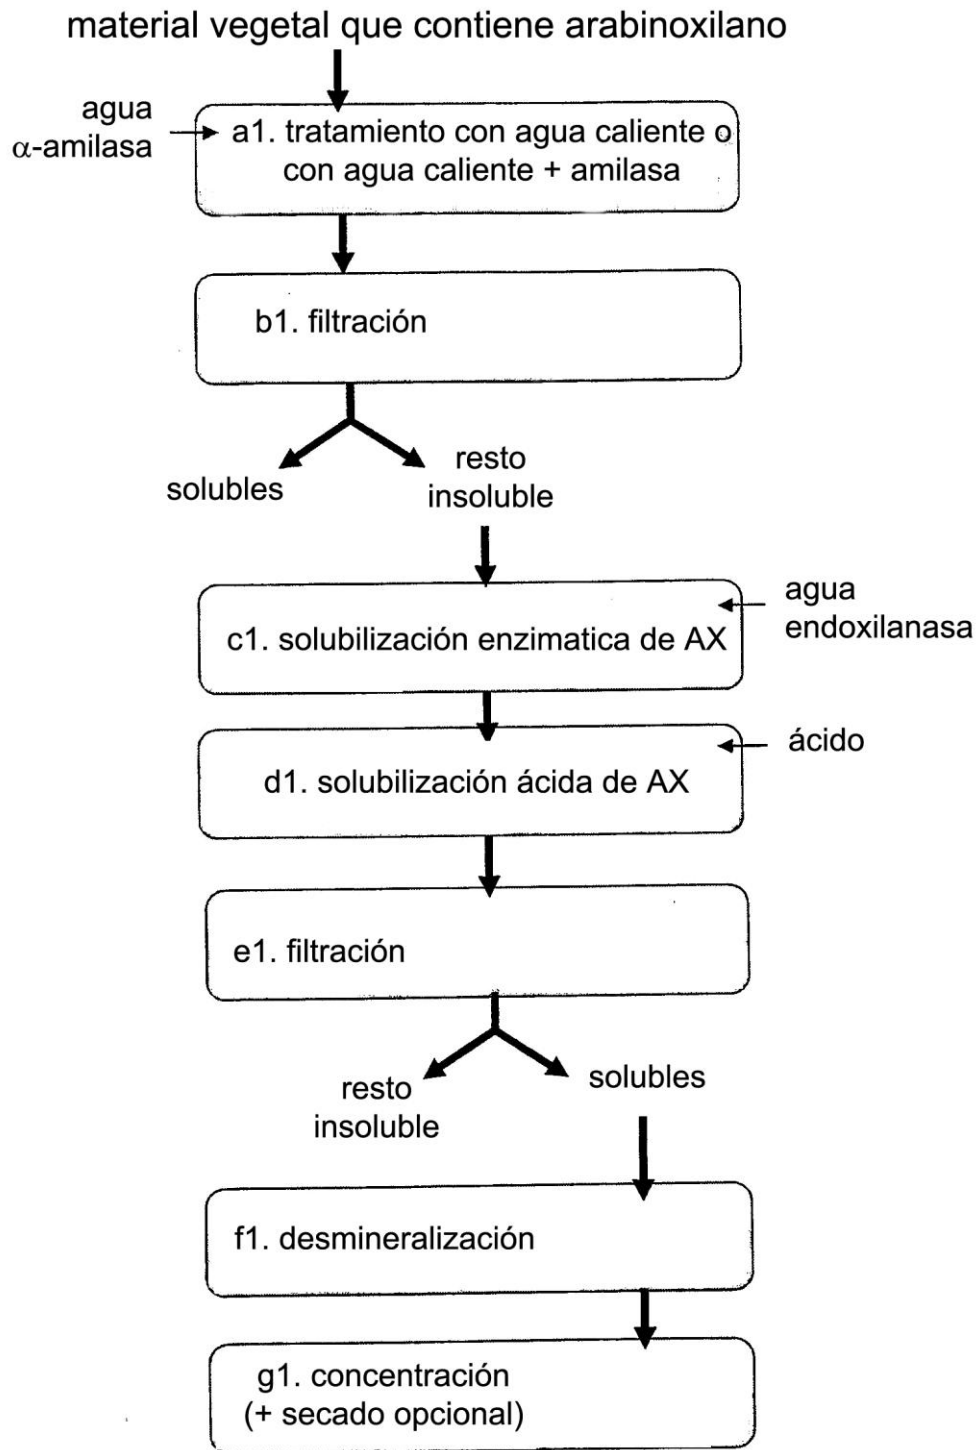 material vegetal que contiene arabinoxilano
agua
α-amilasa
a1. tratamiento con agua caliente o
con agua caliente + amilasa
b1. filtración
solubles
resto
insoluble
c1. solubilización enzimatica de AX
agua
endoxilanasa
d1. solubilización ácida de AX
ácido
e1. filtración
resto
insoluble
solubles
f1. desmineralización
g1. concentración
(+ secado opcional)